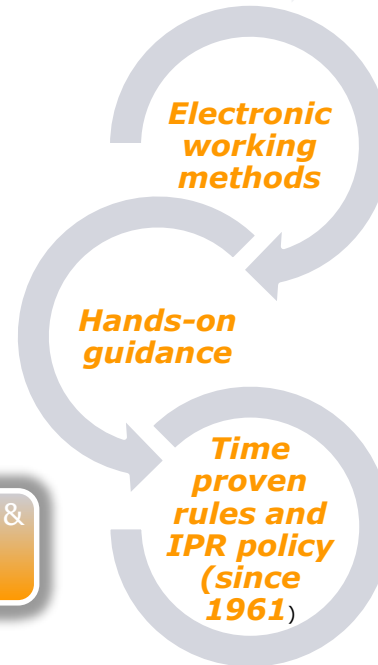 Electronic
working
methods
Hands-on
guidance
Time
proven
rules and
IPR policy
(since
1961)
&